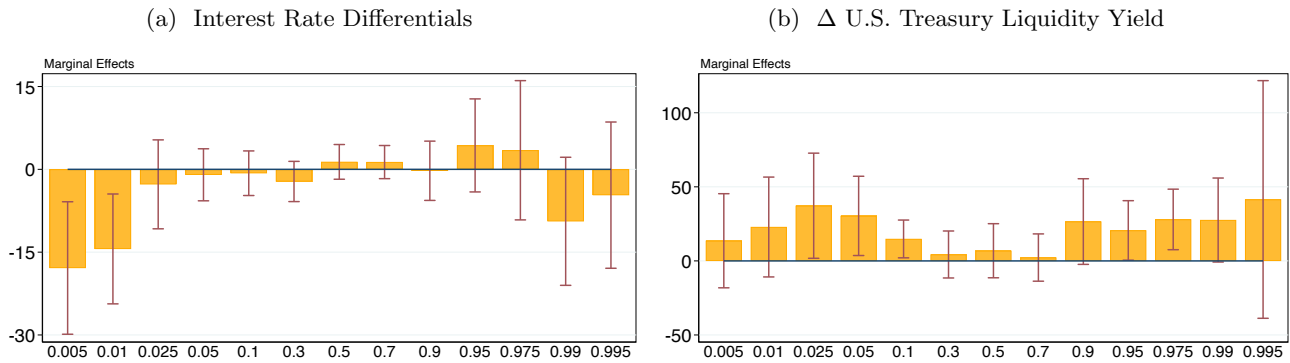 (a) Interest Rate Differentials
Marginal Effects
15
0
-15
-30
0.005 0.01 0.025 0.05 0.1 0.3 0.5 0.7 0.9 0.95 0.975 0.99 0.995
(b) Δ U.S. Treasury Liquidity Yield
Marginal Effects
100
50
0
-50
0.005 0.01 0.025 0.05 0.1 0.3 0.5 0.7 0.9 0.95 0.975 0.99 0.995